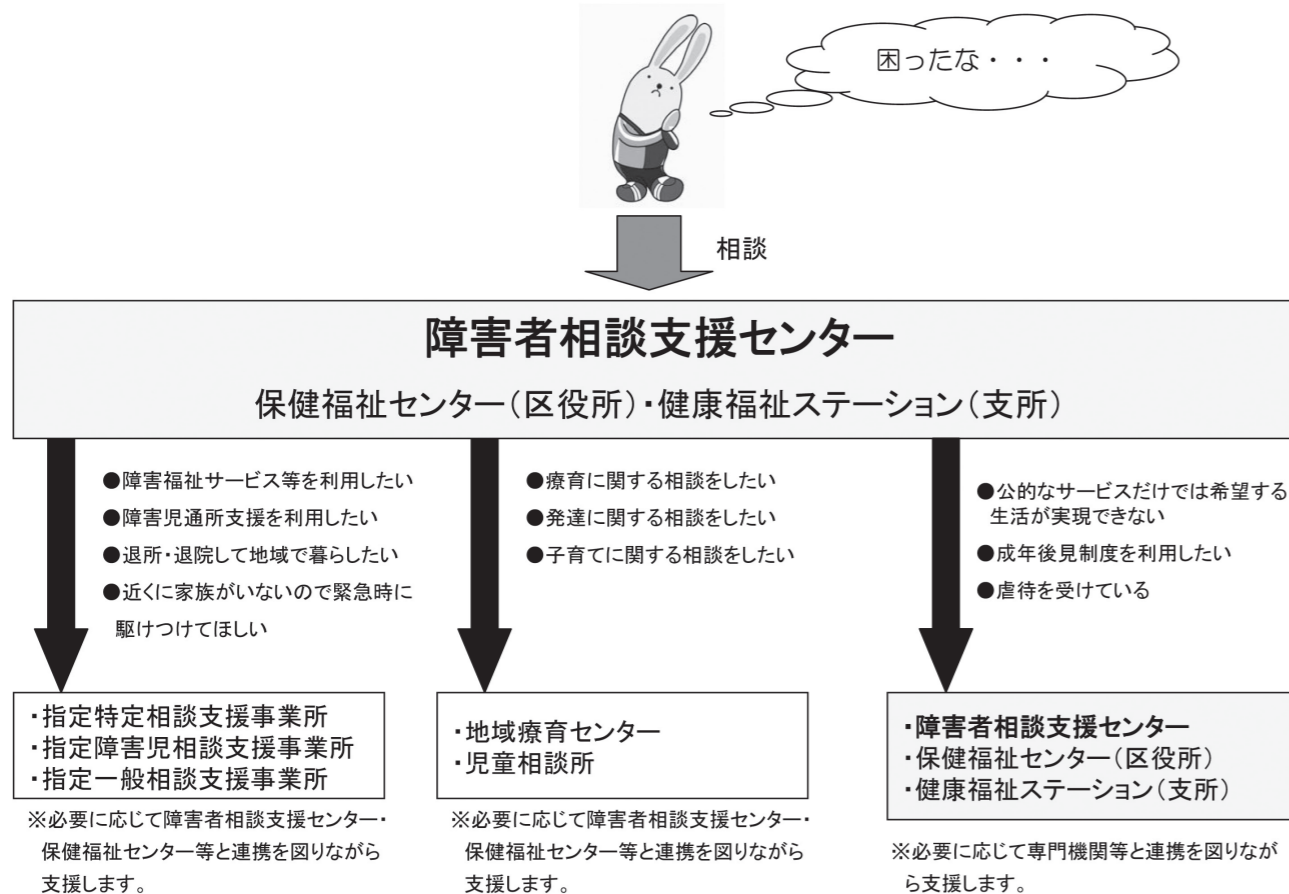 困ったな・・・
相談
障害者相談支援センター
保健福祉センター(区役所)・健康福祉ステーション(支所)
●障害福祉サービス等を利用したい
●障害児通所支援を利用したい
●退所・退院して地域で暮らしたい
●近くに家族がいないので緊急時に
駆けつけてほしい
●療育に関する相談をしたい
●発達に関する相談をしたい
●子育てに関する相談をしたい
●公的なサービスだけでは希望する
生活が実現できない
●成年後見制度を利用したい
●虐待を受けている
・指定特定相談支援事業所
・指定障害児相談支援事業所
・指定一般相談支援事業所
※必要に応じて障害者相談支援センター・
保健福祉センター等と連携を図りながら
支援します。
・地域療育センター
・児童相談所
※必要に応じて障害者相談支援センター・
保健福祉センター等と連携を図りながら
支援します。
・障害者相談支援センター
・保健福祉センター(区役所)
・健康福祉ステーション(支所)
※必要に応じて専門機関等と連携を図りなが
ら支援します。